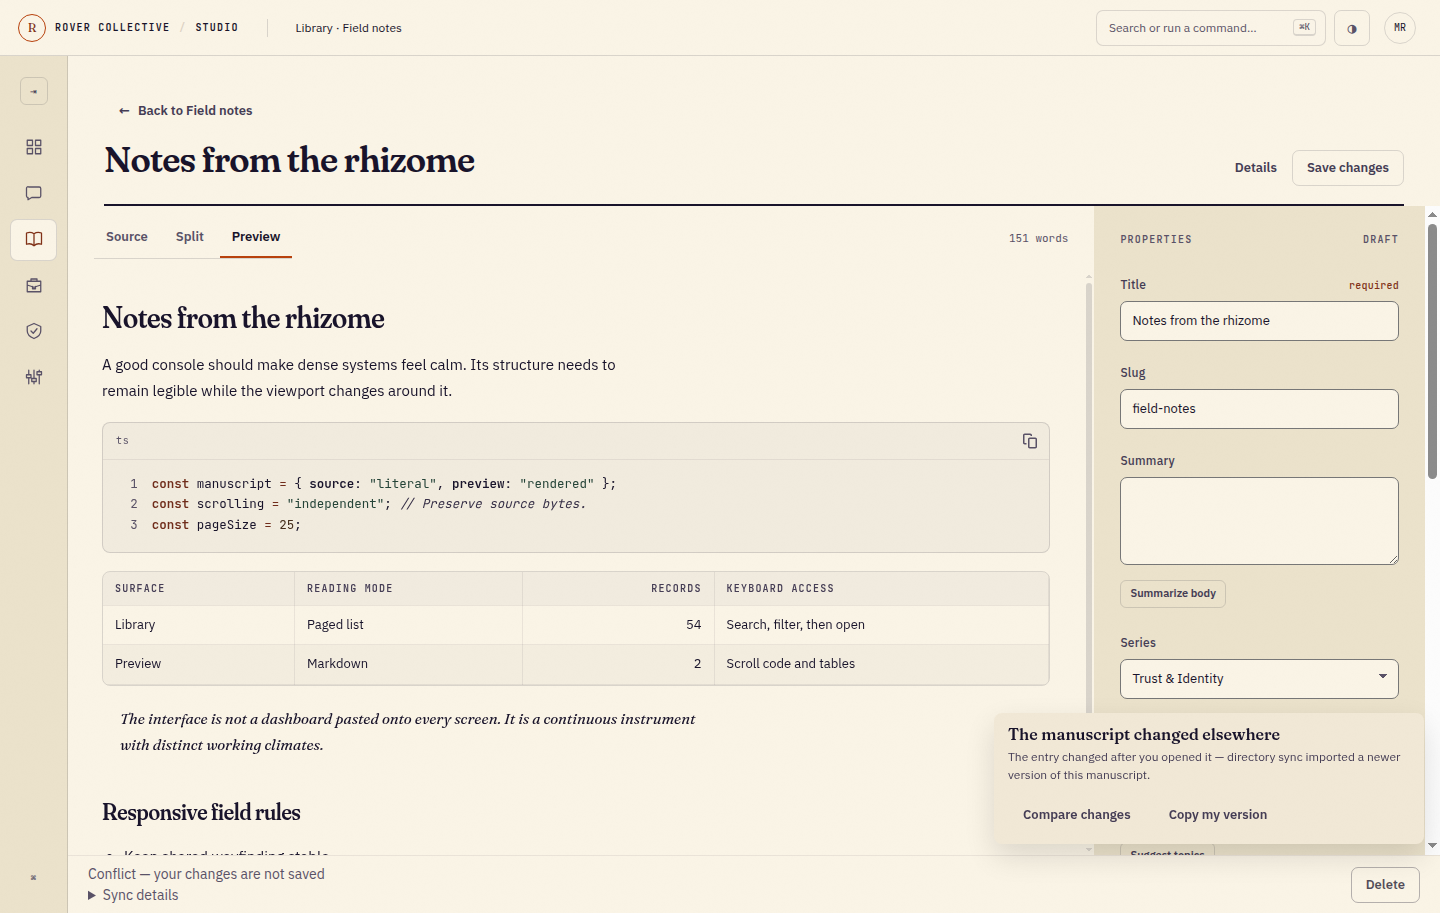 R ROVER COLLECTIVE / STUDIO
Library · Field notes
Search or run a command... ⌘K
◑
MR
← Back to Field notes
Notes from the rhizome
Details
Save changes
Source Split Preview
151 words
Notes from the rhizome
A good console should make dense systems feel calm. Its structure needs to
remain legible while the viewport changes around it.
ts
1 const manuscript = { source: "literal", preview: "rendered" };
2 const scrolling = "independent"; // Preserve source bytes.
3 const pageSize = 25;
SURFACE READING MODE RECORDS KEYBOARD ACCESS
Library Paged list 54 Search, filter, then open
Preview Markdown 2 Scroll code and tables
The interface is not a dashboard pasted onto every screen. It is a continuous instrument
with distinct working climates.
Responsive field rules
Keep shared wayfinding stable
PROPERTIES DRAFT
Title required
Notes from the rhizome
Slug
field-notes
Summary
Summarize body
Series
Trust & Identity
The manuscript changed elsewhere
The entry changed after you opened it — directory sync imported a newer
version of this manuscript.
Compare changes Copy my version
Suggest topics
⌘
Conflict — your changes are not saved
▶ Sync details
Delete